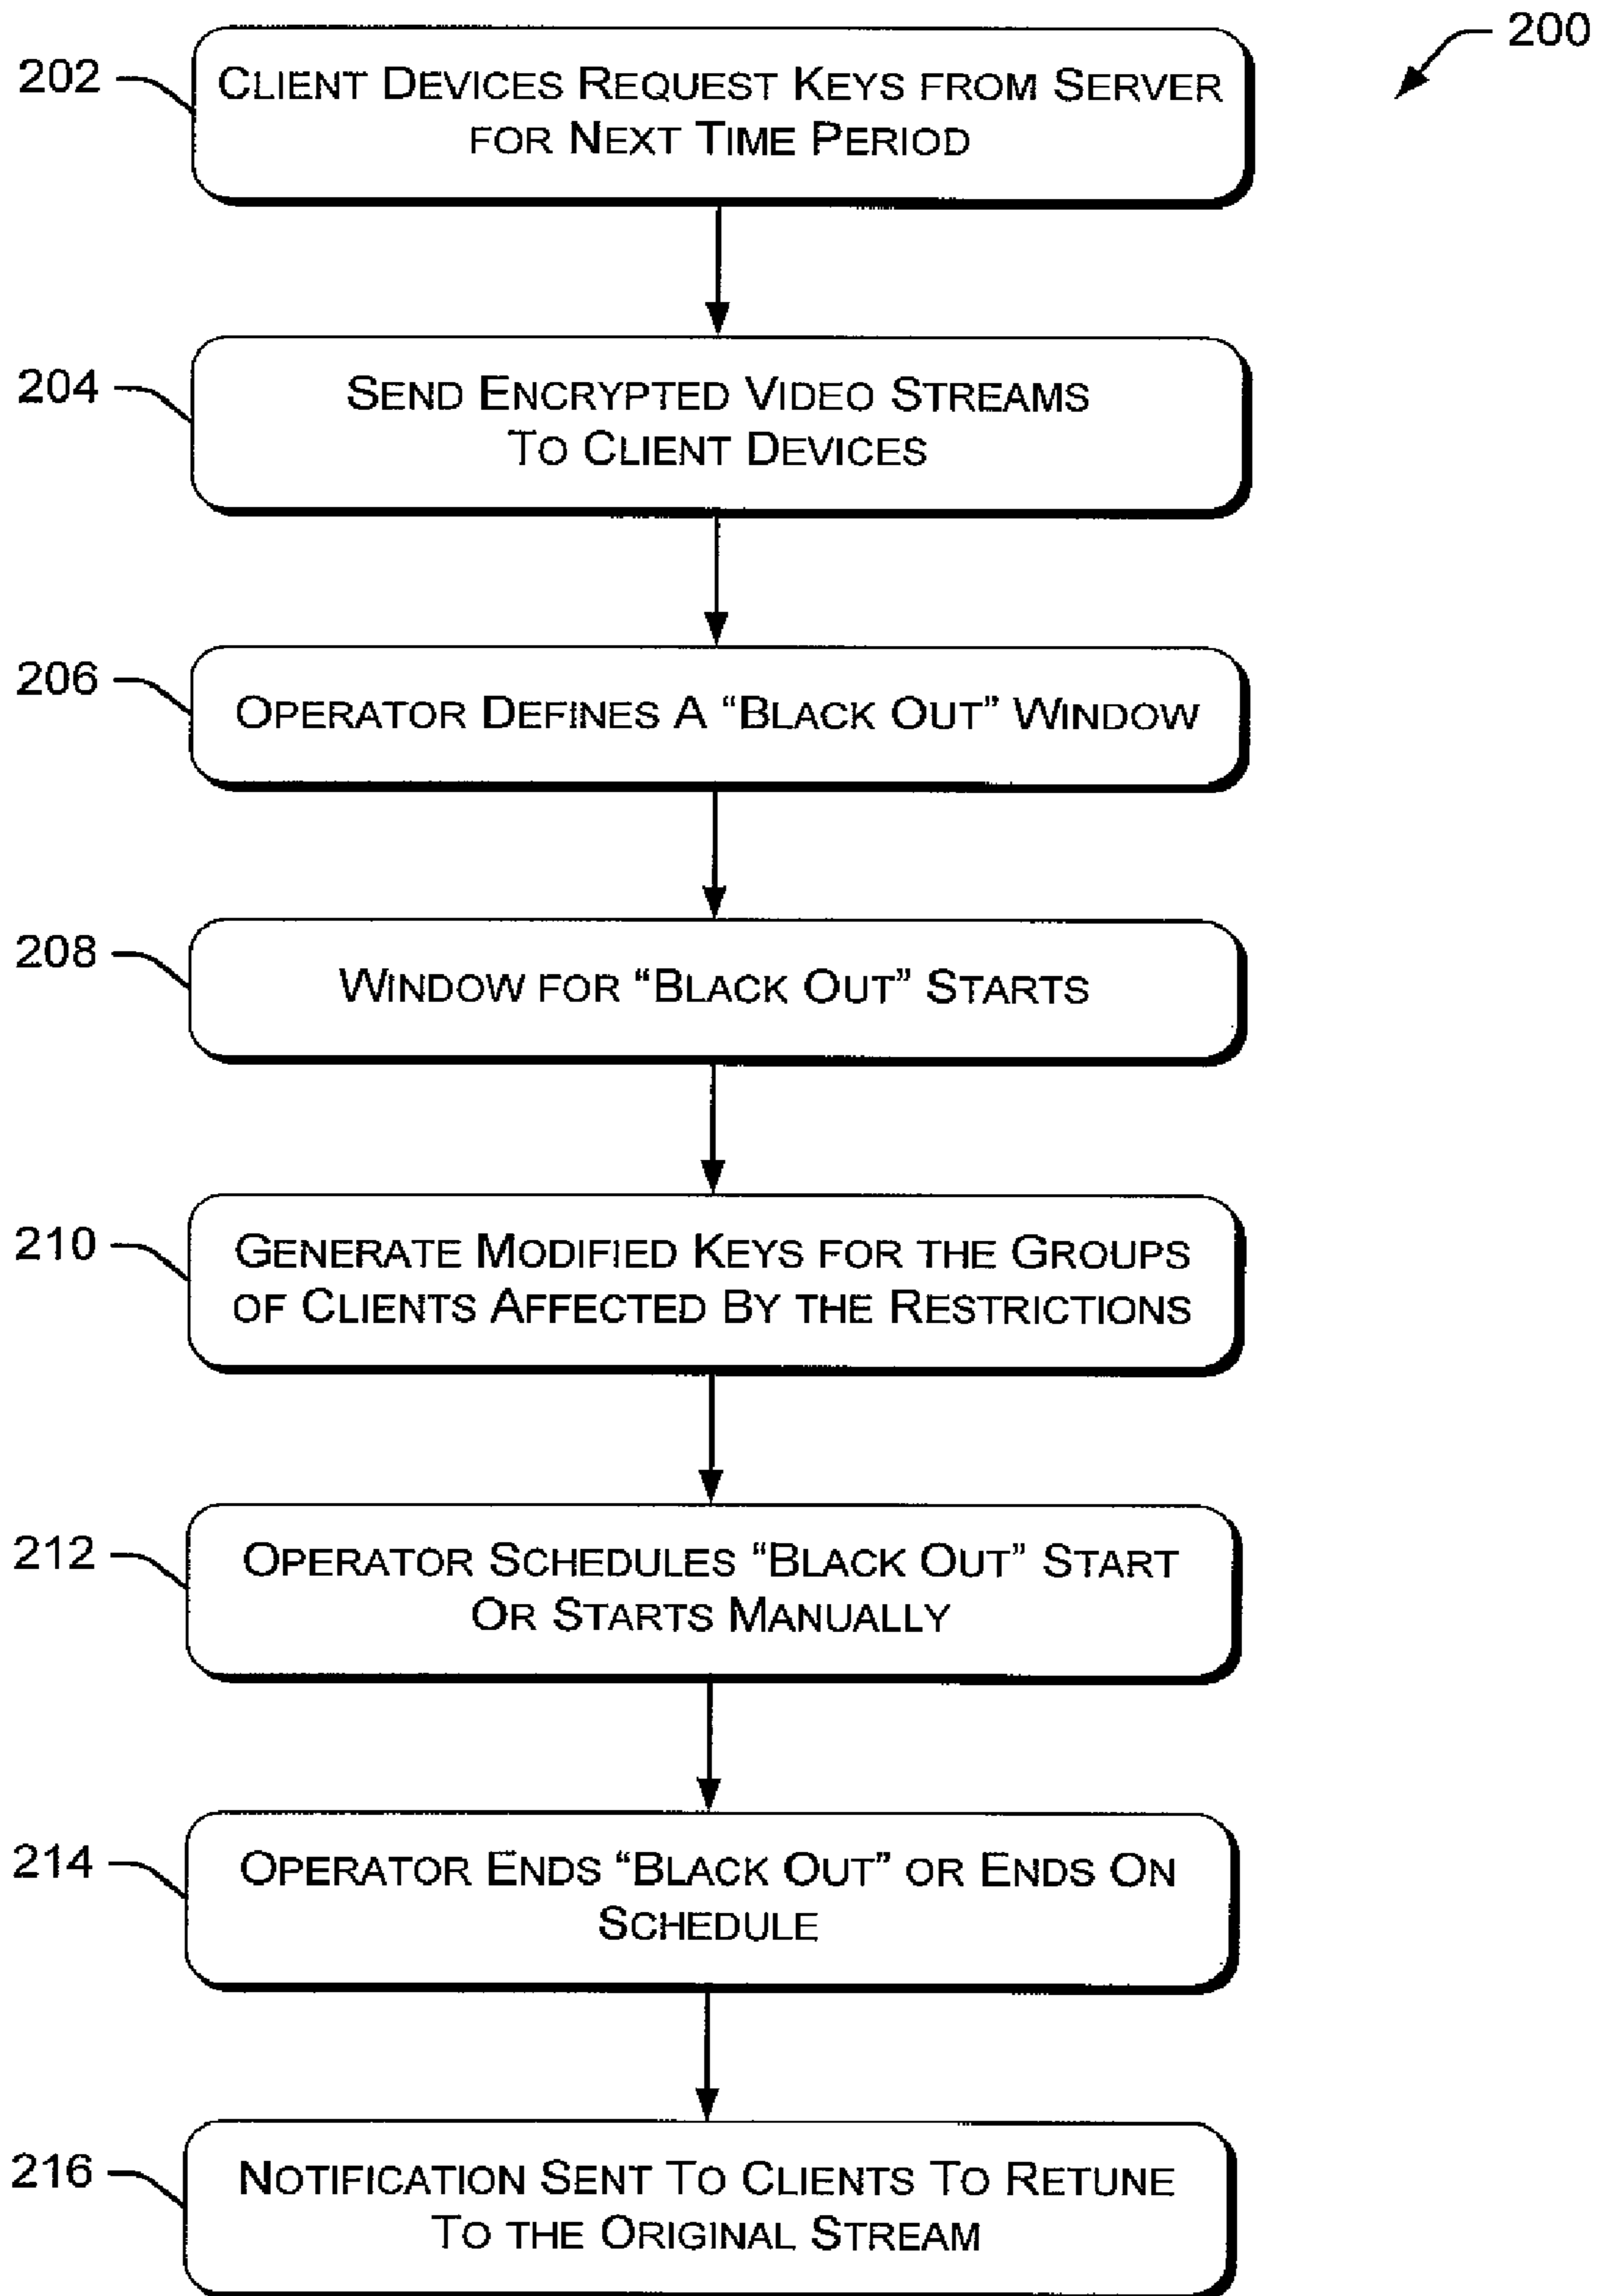 200
202
CLIENT DEVICES REQUEST KEYS FROM SERVER
FOR NEXT TIME PERIOD
204
SEND ENCRYPTED VIDEO STREAMS
TO CLIENT DEVICES
206
OPERATOR DEFINES A “BLACK OUT” WINDOW
208
WINDOW FOR “BLACK OUT” STARTS
210
GENERATE MODIFIED KEYS FOR THE GROUPS
OF CLIENTS AFFECTED BY THE RESTRICTIONS
212
OPERATOR SCHEDULES “BLACK OUT” START
OR STARTS MANUALLY
214
OPERATOR ENDS “BLACK OUT” OR ENDS ON
SCHEDULE
216
NOTIFICATION SENT TO CLIENTS TO RETUNE
TO THE ORIGINAL STREAM